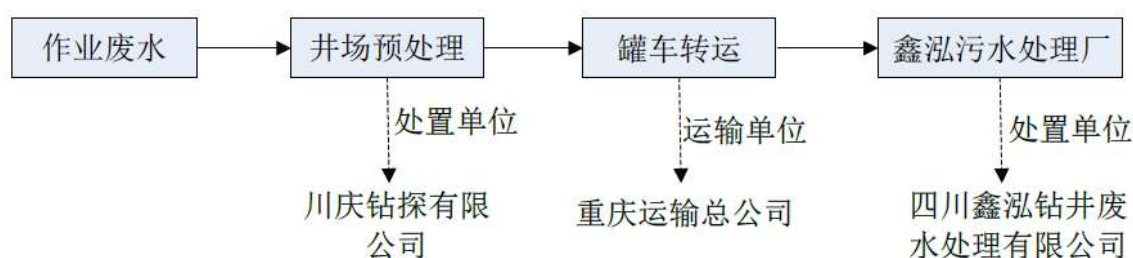 作业废水
井场预处理
罐车转运
鑫泓污水处理厂
处置单位
运输单位
处置单位
川庆钻探有限
公司
重庆运输总公司
四川鑫泓钻井废
水处理有限公司